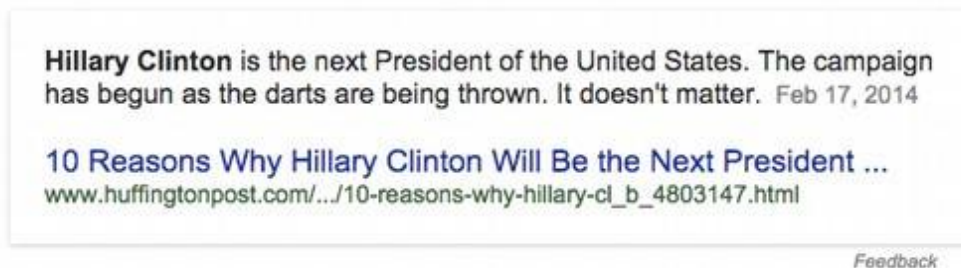 Hillary Clinton is the next President of the United States. The campaign
has begun as the darts are being thrown. It doesn't matter. Feb 17, 2014
10 Reasons Why Hillary Clinton Will Be the Next President ...
www.huffingtonpost.com/.../10-reasons-why-hillary-cl_b_4803147.html
Feedback